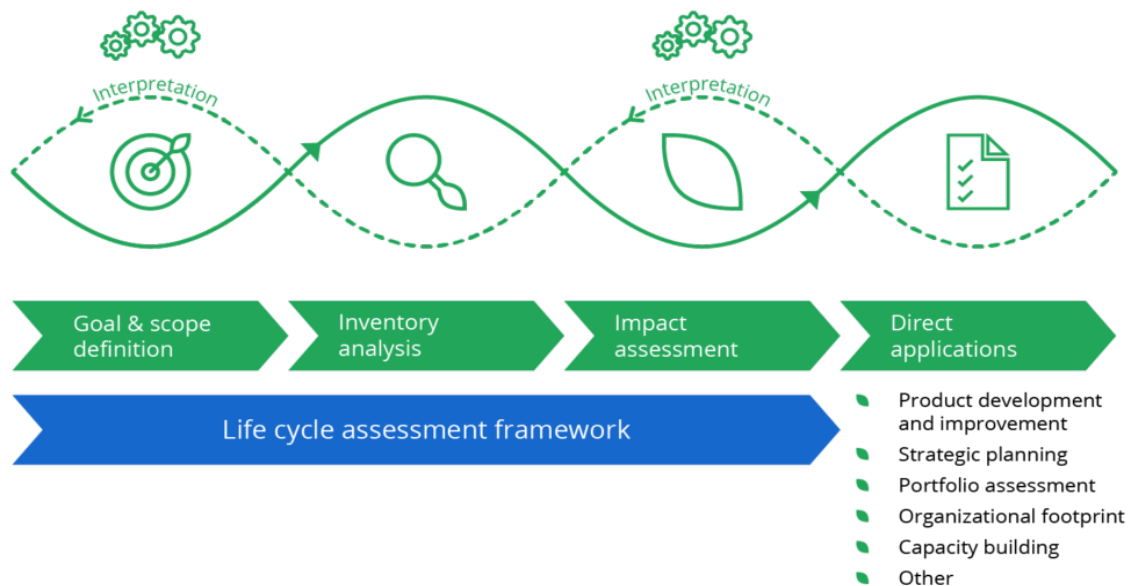 Interpretation
Interpretation
Goal & scope
definition
Inventory
analysis
Impact
assessment
Direct
applications
Life cycle assessment framework
Product development
and improvement
Strategic planning
Portfolio assessment
Organizational footprint
Capacity building
Other